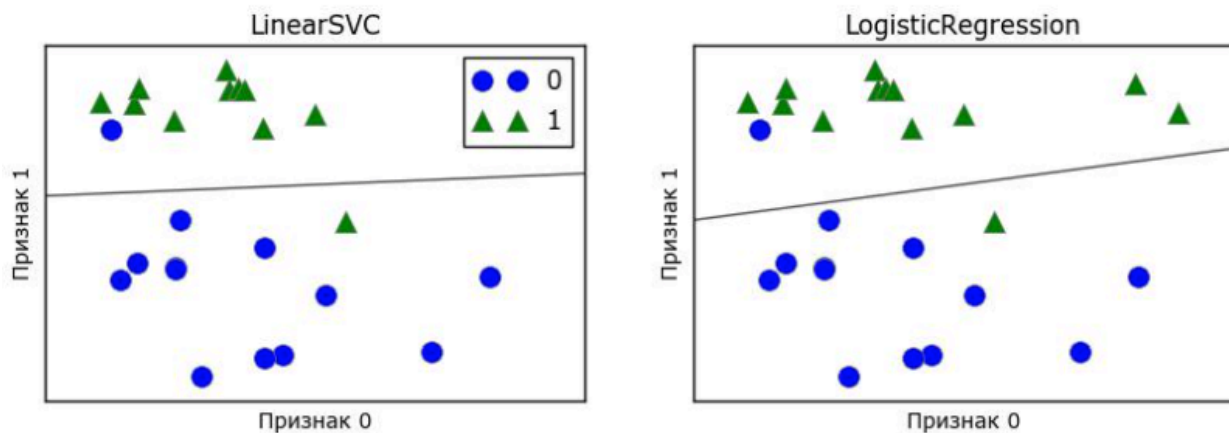 LinearSVC
0
1
Признак 1
Признак 0
LogisticRegression
Признак 1
Признак 0